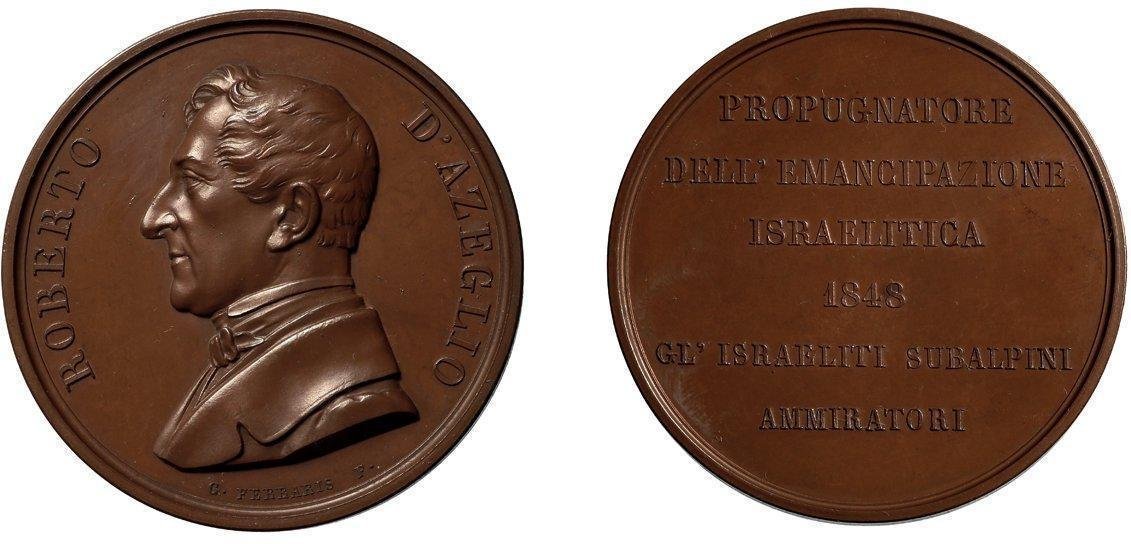 ROBERTO D'AZEGLIO
G. FERRARIS F.
PROPUGNATORE
DELL' EMANCIPAZIONE
ISRAELITICA
1848
GL' ISRAELITI SUBALPINI
AMMIRATORI